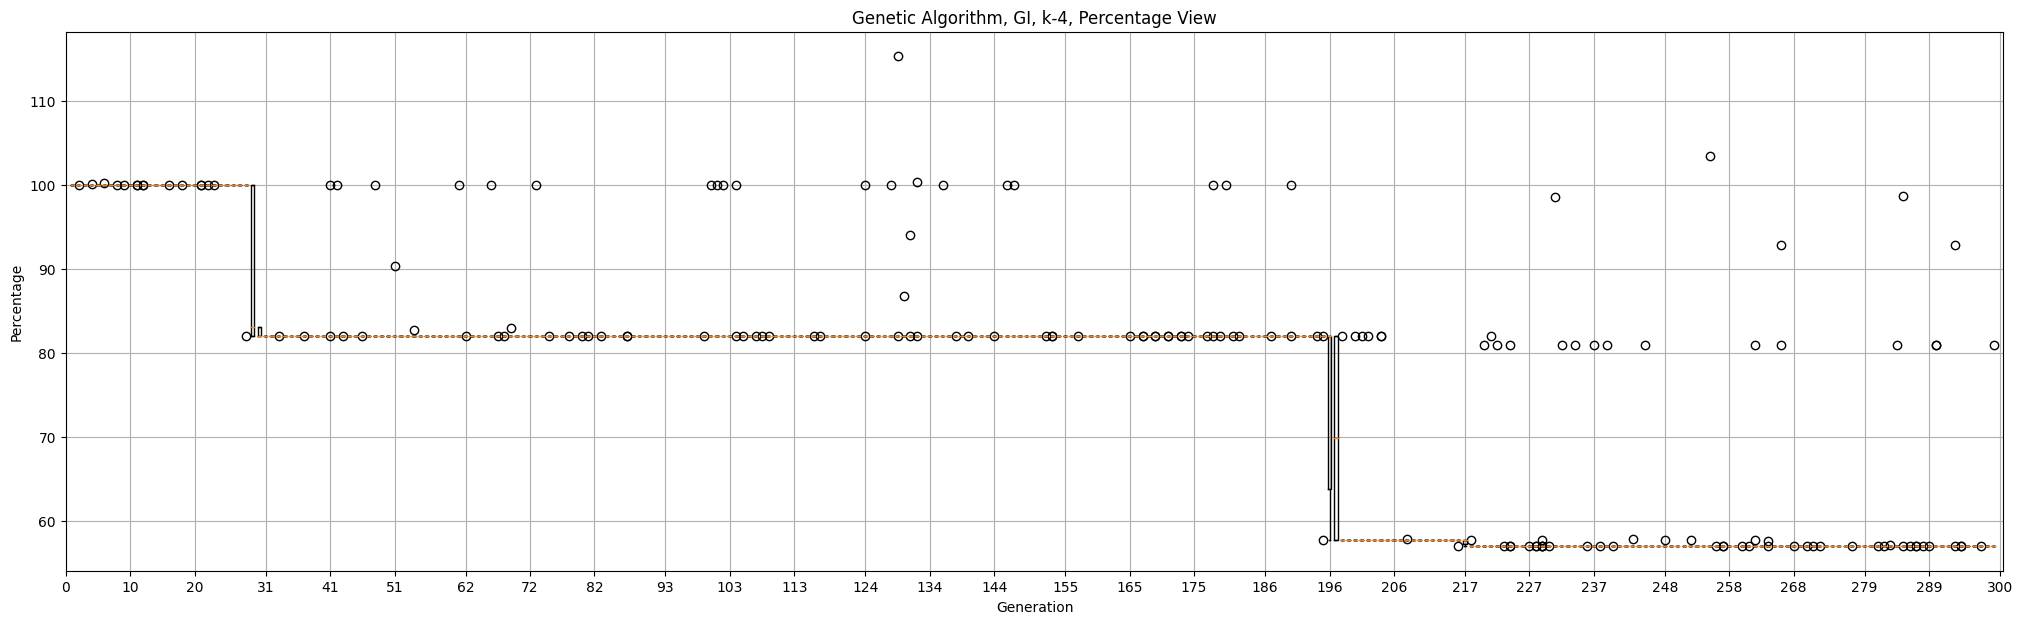 Genetic Algorithm, GI, k-4, Percentage View
Percentage
110
100
90
80
70
60
0 10 20 31 41 51 62 72 82 93 103 113 124 134 144 155 165 175 186 196 206 217 227 237 248 258 268 279 289 300
Generation